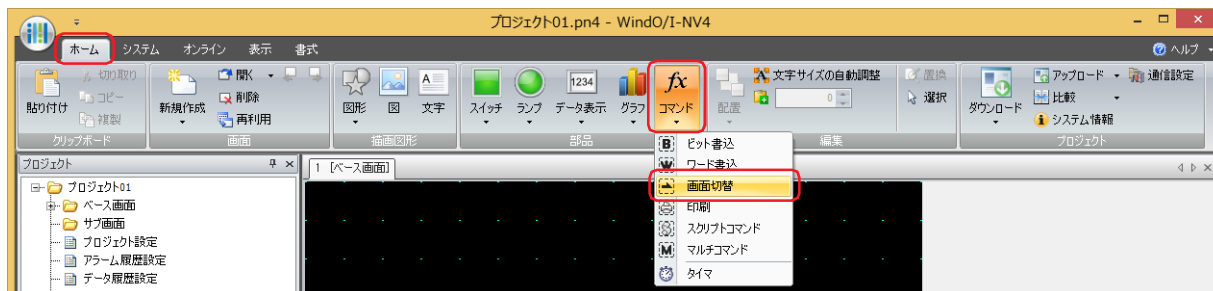 プロジェクト01.pn4 - WindO/I-NV4
ホーム システム オンライン 表示 書式 ヘルプ
貼り付け 切り取り コピー 複製
新規作成 開く 削除 再利用
図形 図 文字
スイッチ ランプ データ表示 グラフ コマンド
1234
fx
配置 文字サイズの自動調整 0 置換 選択
ダウンロード アップロード 比較 システム情報 通信設定
クリップボード 画面 描画図形 部品 編集 プロジェクト
プロジェクト
1 [ベース画面]
プロジェクト01
ベース画面
サブ画面
プロジェクト設定
アラーム履歴設定
データ履歴設定
B ビット書込
W ワード書込
画面切替
印刷
S スクリプトコマンド
M マルチコマンド
タイマ